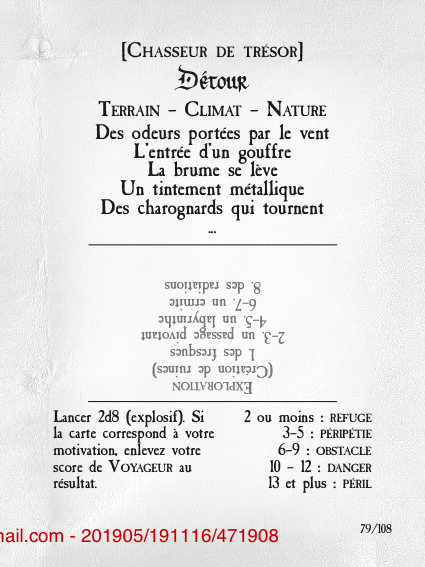 [Chasseur de trésor]
Détour
Terrain – Climat – Nature
Des odeurs portées par le vent
L'entrée d'un gouffre
La brume se lève
Un tintement métallique
Des charognards qui tournent
...
Exploration
(Création de ruines)
1. des fresques
2-3. un passage pivotant
4-5. un labyrinthe
6-7. un ermite
8. des radiations
Lancer 2d8 (explosif). Si
la carte correspond à votre
motivation, enlevez votre
score de Voyageur au
résultat.
2 ou moins : refuge
3-5 : péripétie
6-9 : obstacle
10 – 12 : danger
13 et plus : péril
79/108
mail.com - 201905/191116/471908